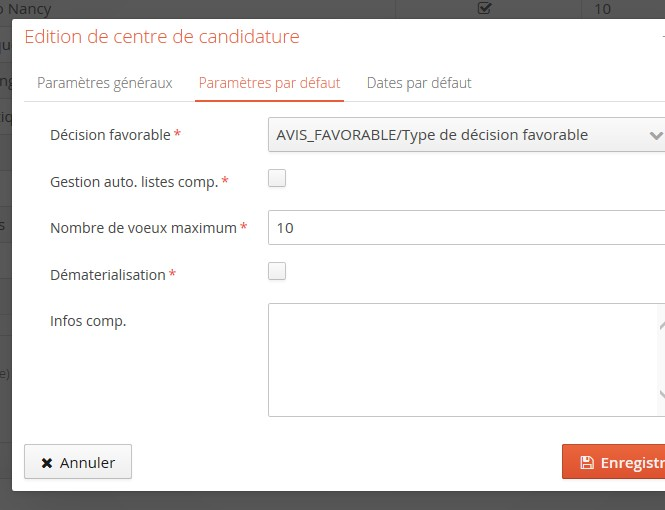 Nancy
10
Edition de centre de candidature
Paramètres généraux
Paramètres par défaut
Dates par défaut
Décision favorable *
AVIS_FAVORABLE/Type de décision favorable
Gestion auto. listes comp. *
Nombre de voeux maximum *
10
Dématerialisation *
Infos comp.
Annuler
Enregistr